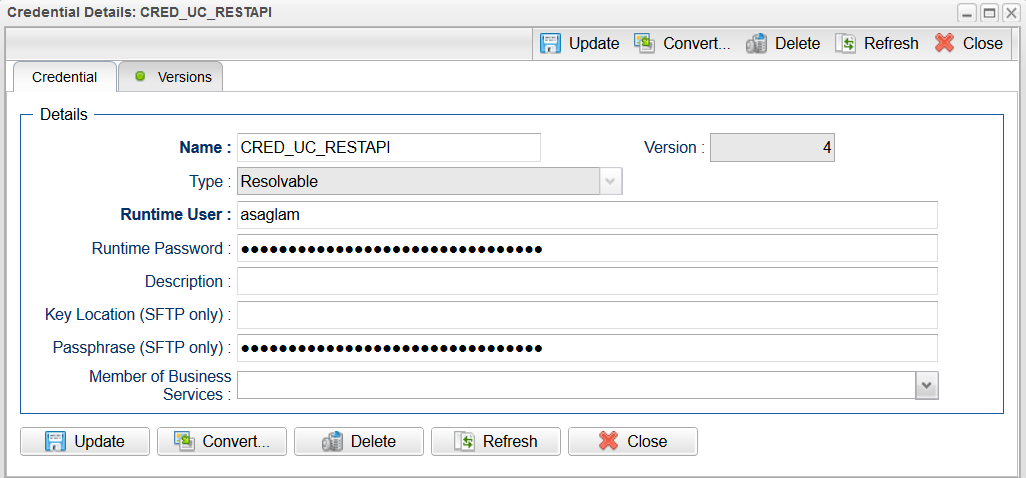 Credential Details: CRED_UC_RESTAPI
Update Convert... Delete Refresh Close
Credential Versions
Details
Name : CRED_UC_RESTAPI Version : 4
Type : Resolvable
Runtime User : asaglam
Runtime Password : ●●●●●●●●●●●●●●●●●●●●●●●●●●●●●●●●
Description :
Key Location (SFTP only) :
Passphrase (SFTP only) : ●●●●●●●●●●●●●●●●●●●●●●●●●●●●●●●●
Member of Business
Services :
Update Convert... Delete Refresh Close